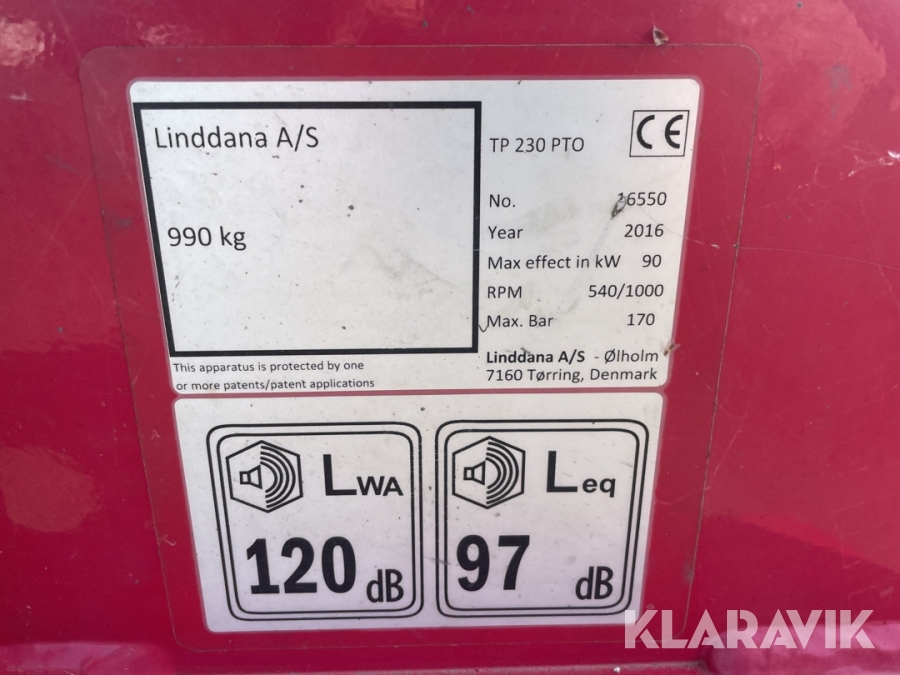 Linddana A/S
990 kg
This apparatus is protected by one
or more patents/patent applications
TP 230 PTO
CE
No. 16550
Year 2016
Max effect in kW 90
RPM 540/1000
Max. Bar 170
Linddana A/S - Ølholm
7160 Tørring, Denmark
LWA
120 dB
Leq
97 dB
KLARAVIK